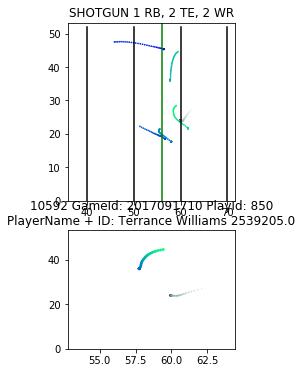 SHOTGUN 1 RB, 2 TE, 2 WR
50
40
30
20
10
0
40 50 60 70
10592 GameId: 2017091710 PlayId: 850
PlayerName + ID: Terrance Williams 2539205.0
40
20
0
55.0 57.5 60.0 62.5